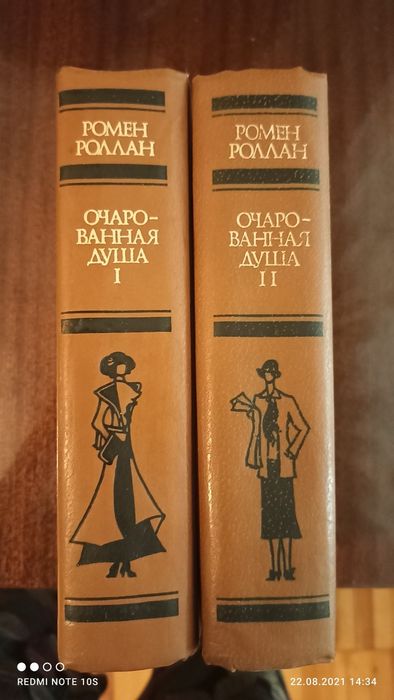 РОМЕН
РОЛЛАН
ОЧАРО-
ВАННАЯ
ДУША
I
РОМЕН
РОЛЛАН
ОЧАРО-
ВАННАЯ
ДУША
II
REDMI NOTE 10S
22.08.2021 14:34